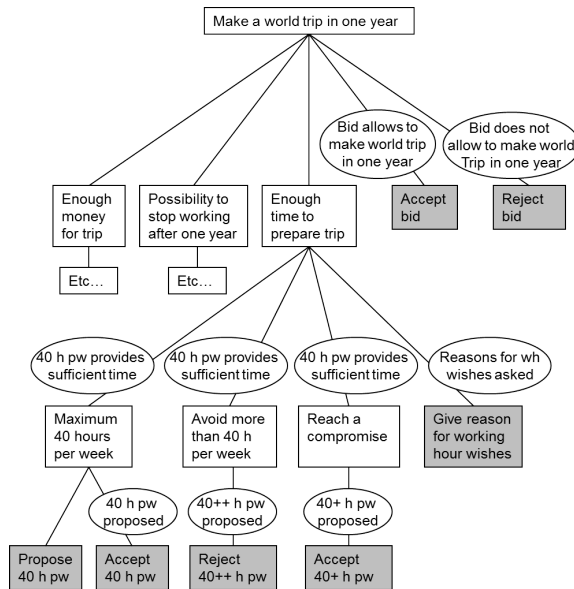 Make a world trip in one year
Bid allows to
make world trip
in one year
Bid does not
allow to make world
Trip in one year
Enough
money
for trip
Possibility to
stop working
after one year
Enough
time to
prepare trip
Accept
bid
Reject
bid
Etc…
Etc…
40 h pw provides
sufficient time
40 h pw provides
sufficient time
40 h pw provides
sufficient time
Reasons for wh
wishes asked
Maximum
40 hours
per week
Avoid more
than 40 h
per week
Reach a
compromise
Give reason
for working
hour wishes
40 h pw
proposed
40++ h pw
proposed
40+ h pw
proposed
Propose
40 h pw
Accept
40 h pw
Reject
40++ h pw
Accept
40+ h pw